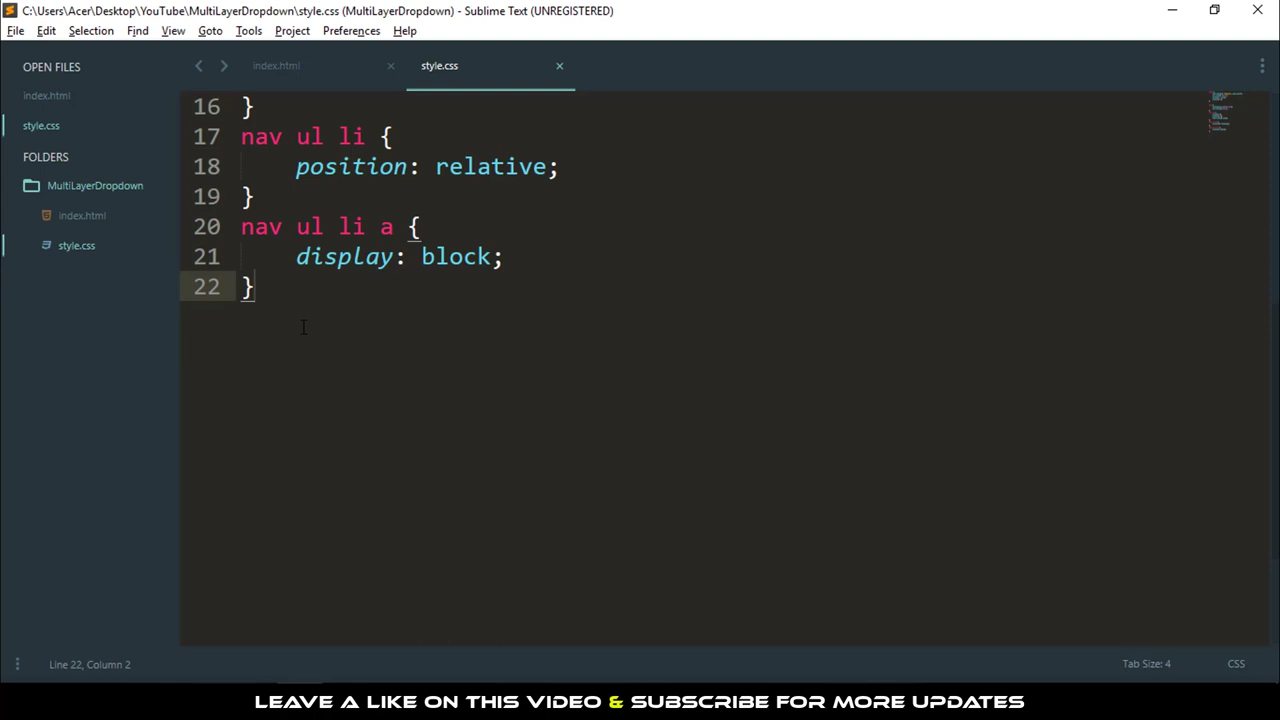 C:\Users\Acer\Desktop\YouTube\MultiLayerDropdown\style.css (MultiLayerDropdown) - Sublime Text (UNREGISTERED)
File Edit Selection Find View Goto Tools Project Preferences Help
OPEN FILES
index.html
style.css
FOLDERS
MultiLayerDropdown
index.html
style.css
index.html × style.css ×
16 }
17 nav ul li {
18 position: relative;
19 }
20 nav ul li a {
21 display: block;
22 }
Line 22, Column 2 Tab Size: 4 CSS
LEAVE A LIKE ON THIS VIDEO & SUBSCRIBE FOR MORE UPDATES